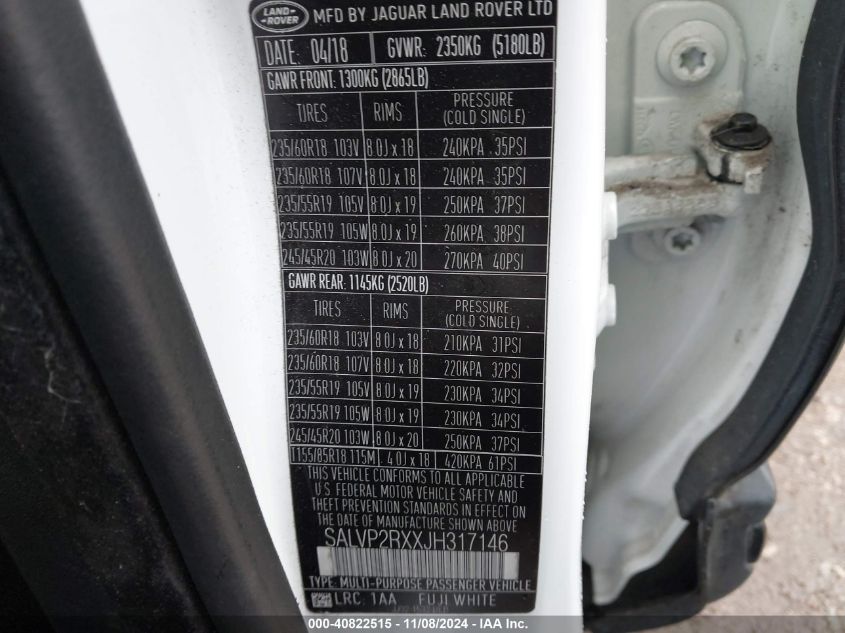 LAND ROVER MFD BY JAGUAR LAND ROVER LTD
DATE: 04/18 GVWR: 2350KG (5180LB)
GAWR FRONT: 1300KG (2865LB)
TIRES RIMS PRESSURE (COLD SINGLE)
235/60R18 103V 8.0J x 18 240KPA 35PSI
235/60R18 107V 8.0J x 18 240KPA 35PSI
235/55R19 105V 8.0J x 19 250KPA 37PSI
235/55R19 105W 8.0J x 19 260KPA 38PSI
245/45R20 103W 8.0J x 20 270KPA 40PSI
GAWR REAR: 1145KG (2520LB)
TIRES RIMS PRESSURE (COLD SINGLE)
235/60R18 103V 8.0J x 18 210KPA 31PSI
235/60R18 107V 8.0J x 18 220KPA 32PSI
235/55R19 105V 8.0J x 19 230KPA 34PSI
235/55R19 105W 8.0J x 19 230KPA 34PSI
245/45R20 103W 8.0J x 20 250KPA 37PSI
T155/85R18 115M 4.0J x 18 420KPA 61PSI
THIS VEHICLE CONFORMS TO ALL APPLICABLE
U.S. FEDERAL MOTOR VEHICLE SAFETY AND
THEFT PREVENTION STANDARDS IN EFFECT
ON THE DATE OF MANUFACTURE SHOWN ABOVE
SALVP2RXXJH317146
TYPE: MULTI-PURPOSE PASSENGER VEHICLE
LRC: 1AA FUJI WHITE
000-40822515 - 11/08/2024 - IAA Inc.